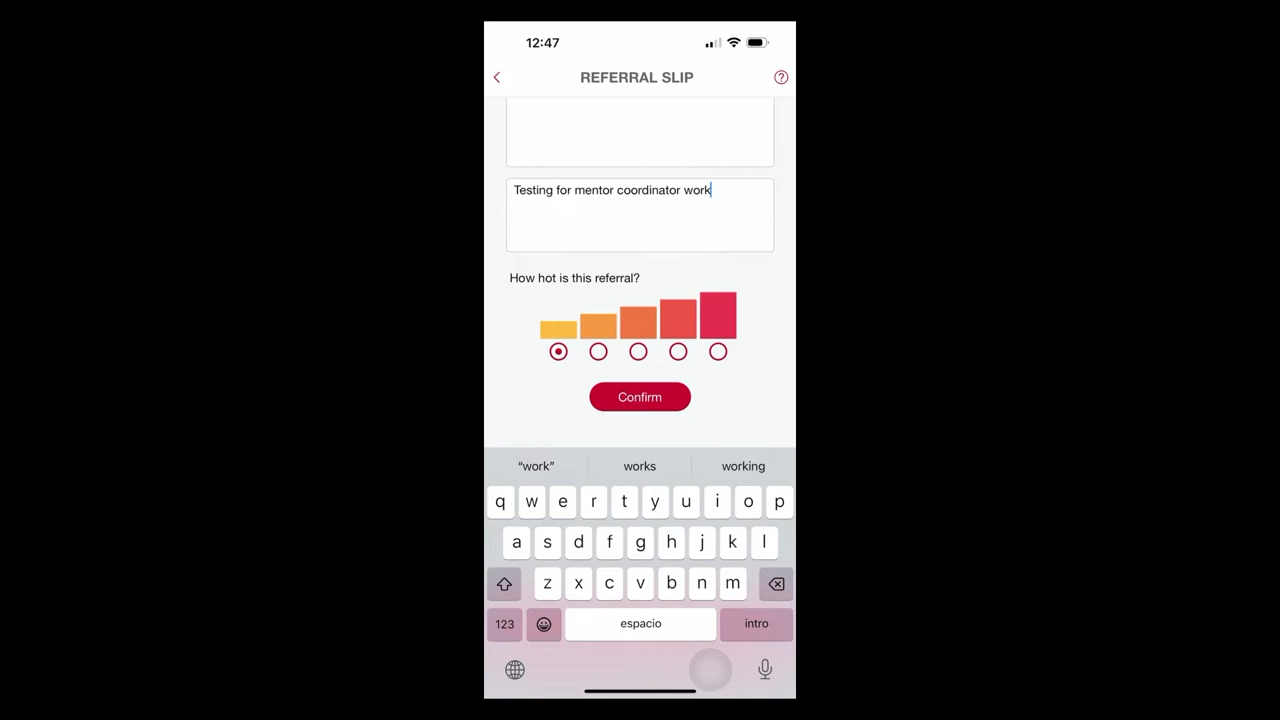 12:47
REFERRAL SLIP
Testing for mentor coordinator work
How hot is this referral?
Confirm
“work” works working
q w e r t y u i o p
a s d f g h j k l
z x c v b n m
123 espacio intro